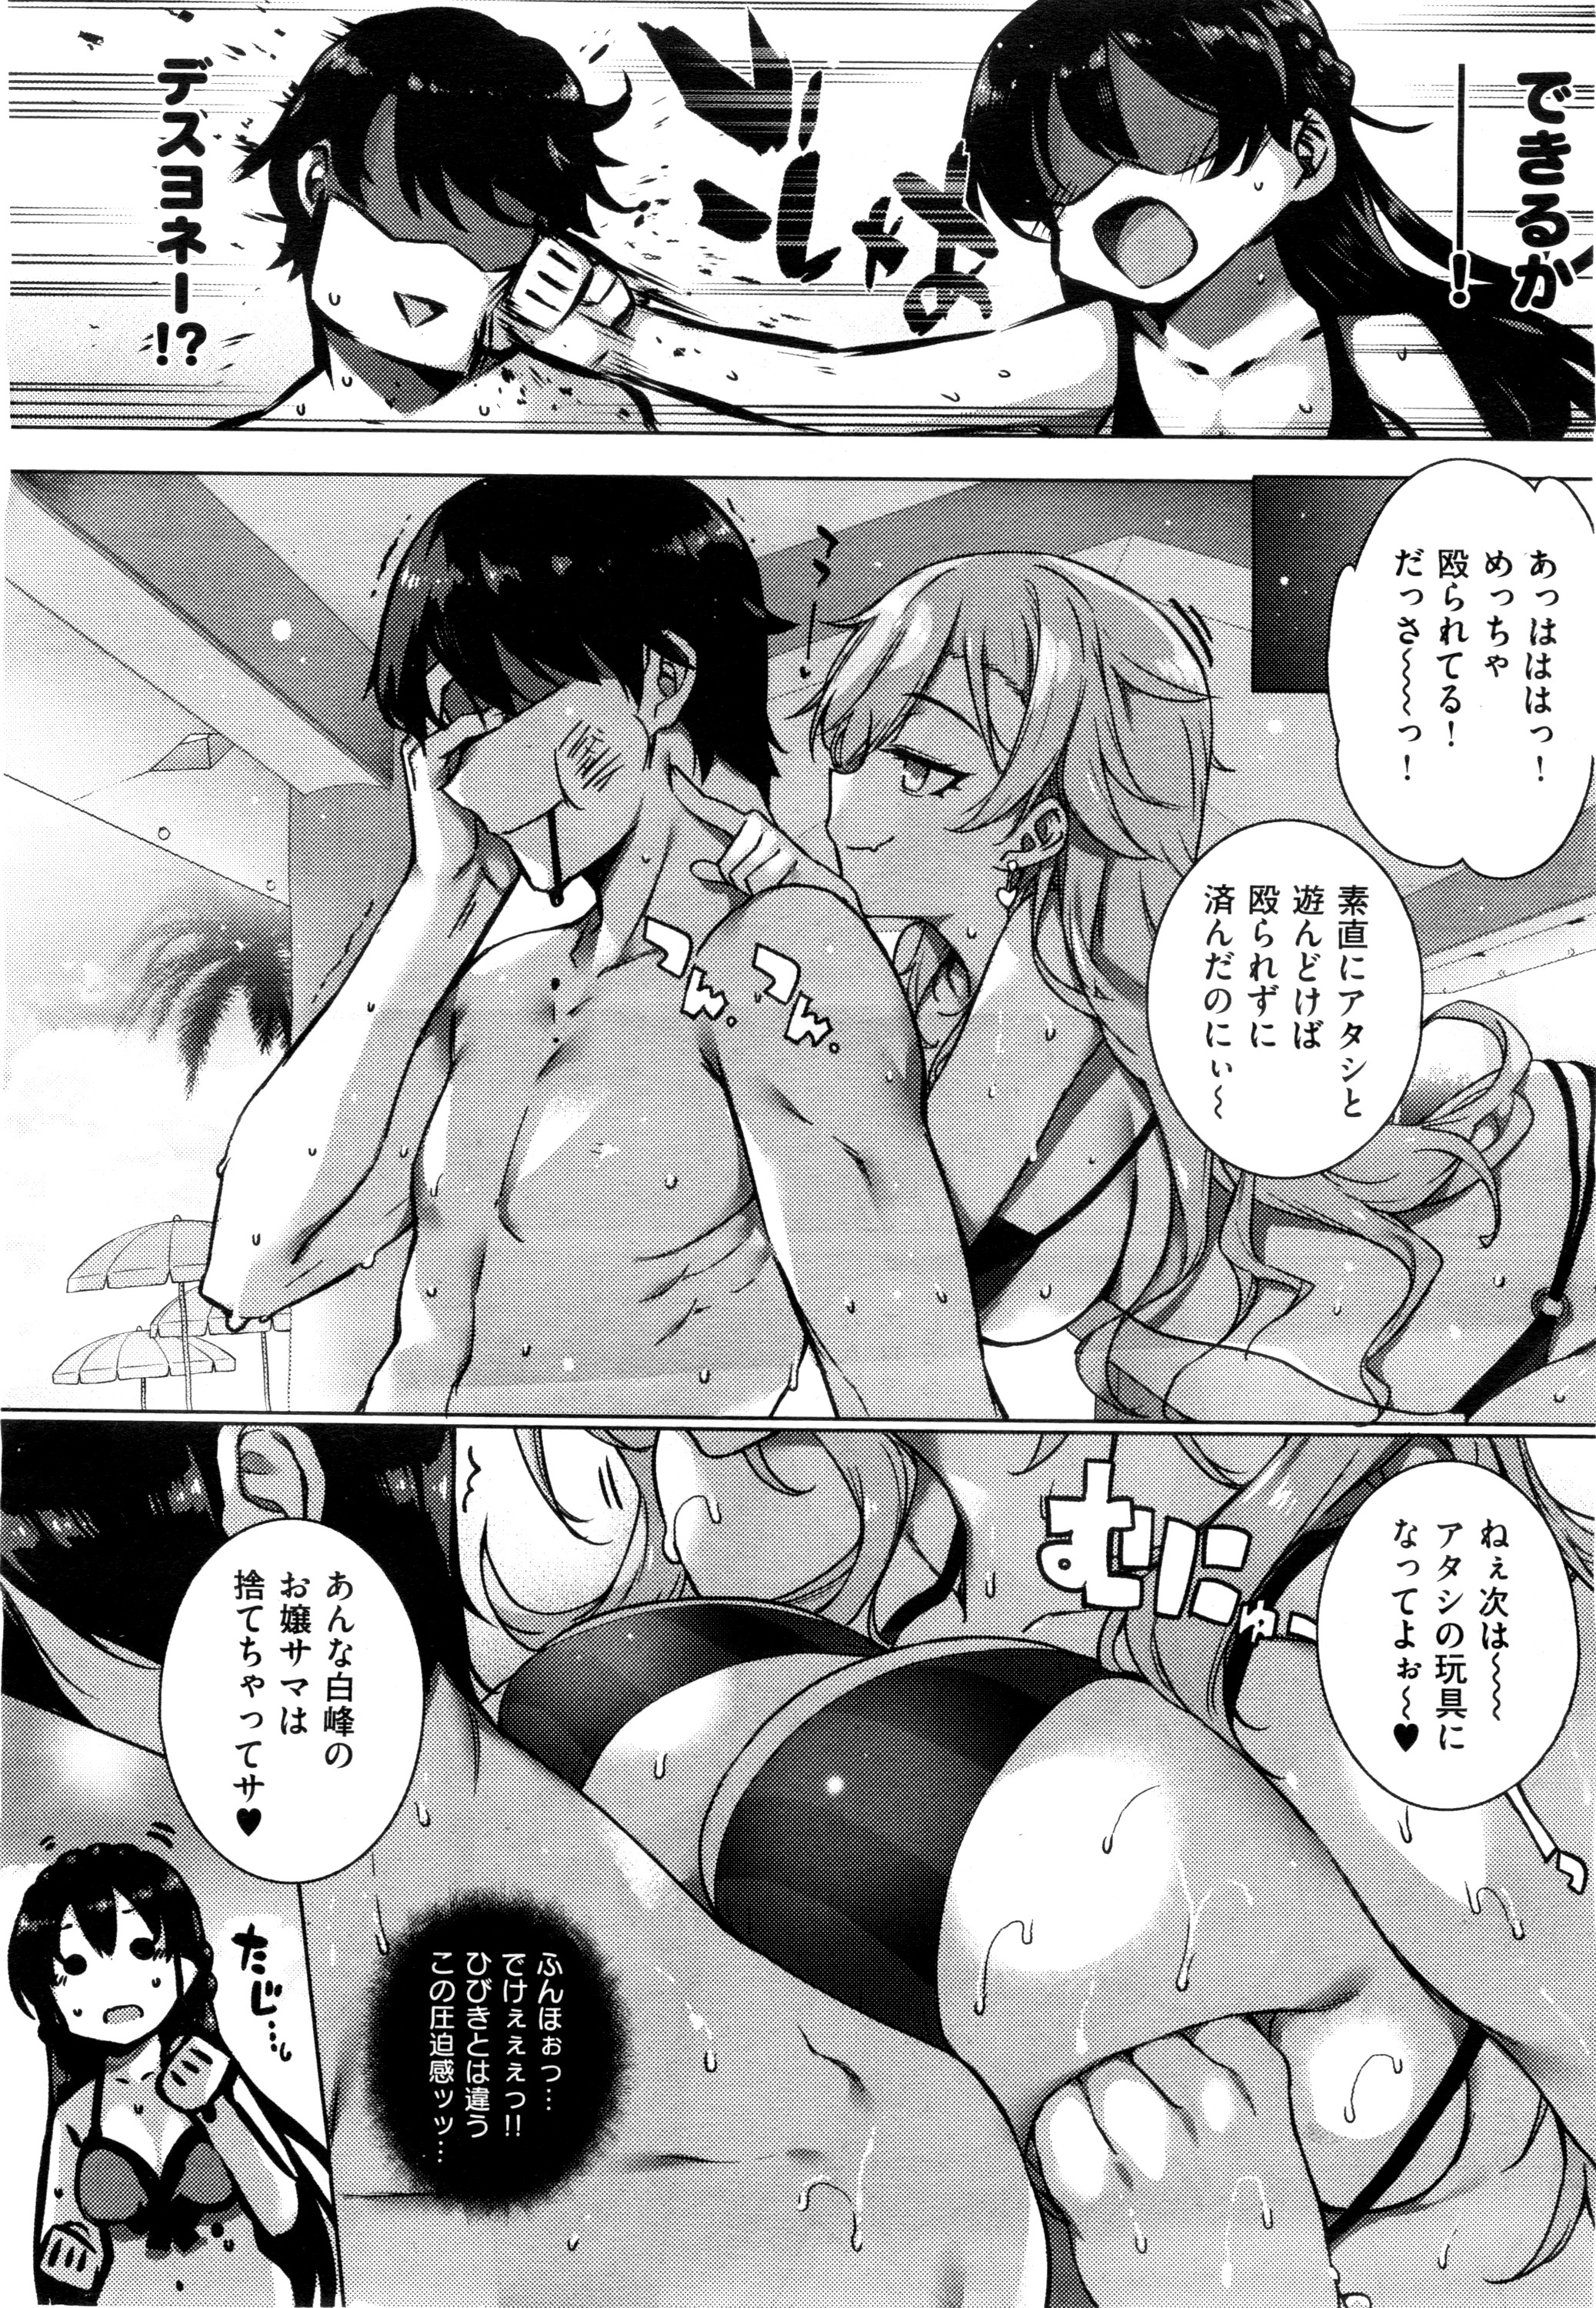 できるか
ーーー！
デスヨネー!?
あっはははっ！
めっちゃ
殴られてる！
だっさ〜〜〜っ！
素直にアタシと
遊んどけば
殴られずに
済んだのにぃ〜
つん。
つん。
ねぇ次は〜〜〜
アタシの玩具に
なってよぉ〜♥
むにゅーっ
あんな白峰の
お嬢サマは
捨てちゃってサ♥
ふんほぉっ…
でけぇぇぇっ!!
ひびきとは違う
この圧迫感ッッ…
たじ…